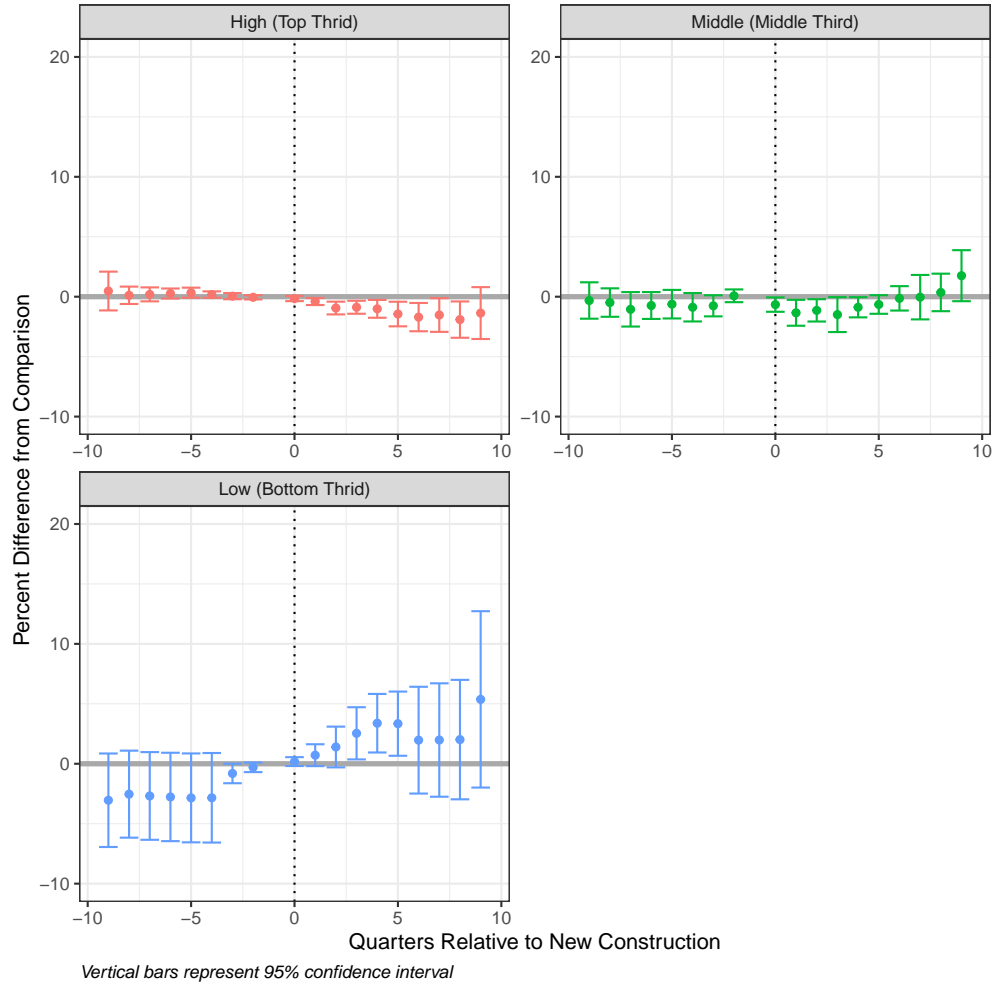 High (Top Thrid)
Middle (Middle Third)
20
10
0
−10
−10 −5 0 5 10
20
10
0
−10
−10 −5 0 5 10
Low (Bottom Thrid)
20
10
0
−10
−10 −5 0 5 10
Percent Difference from Comparison
Quarters Relative to New Construction
Vertical bars represent 95% confidence interval